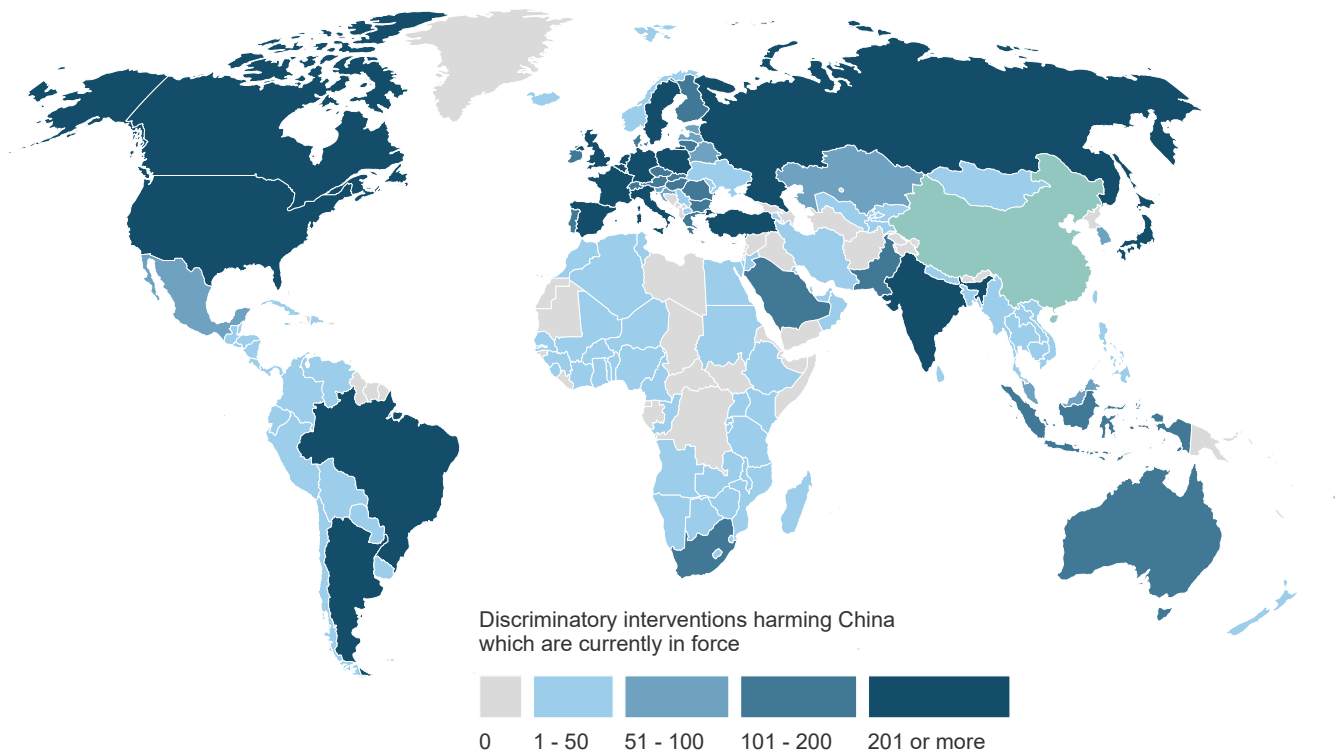 Discriminatory interventions harming China
which are currently in force
0
1 - 50
51 - 100
101 - 200
201 or more